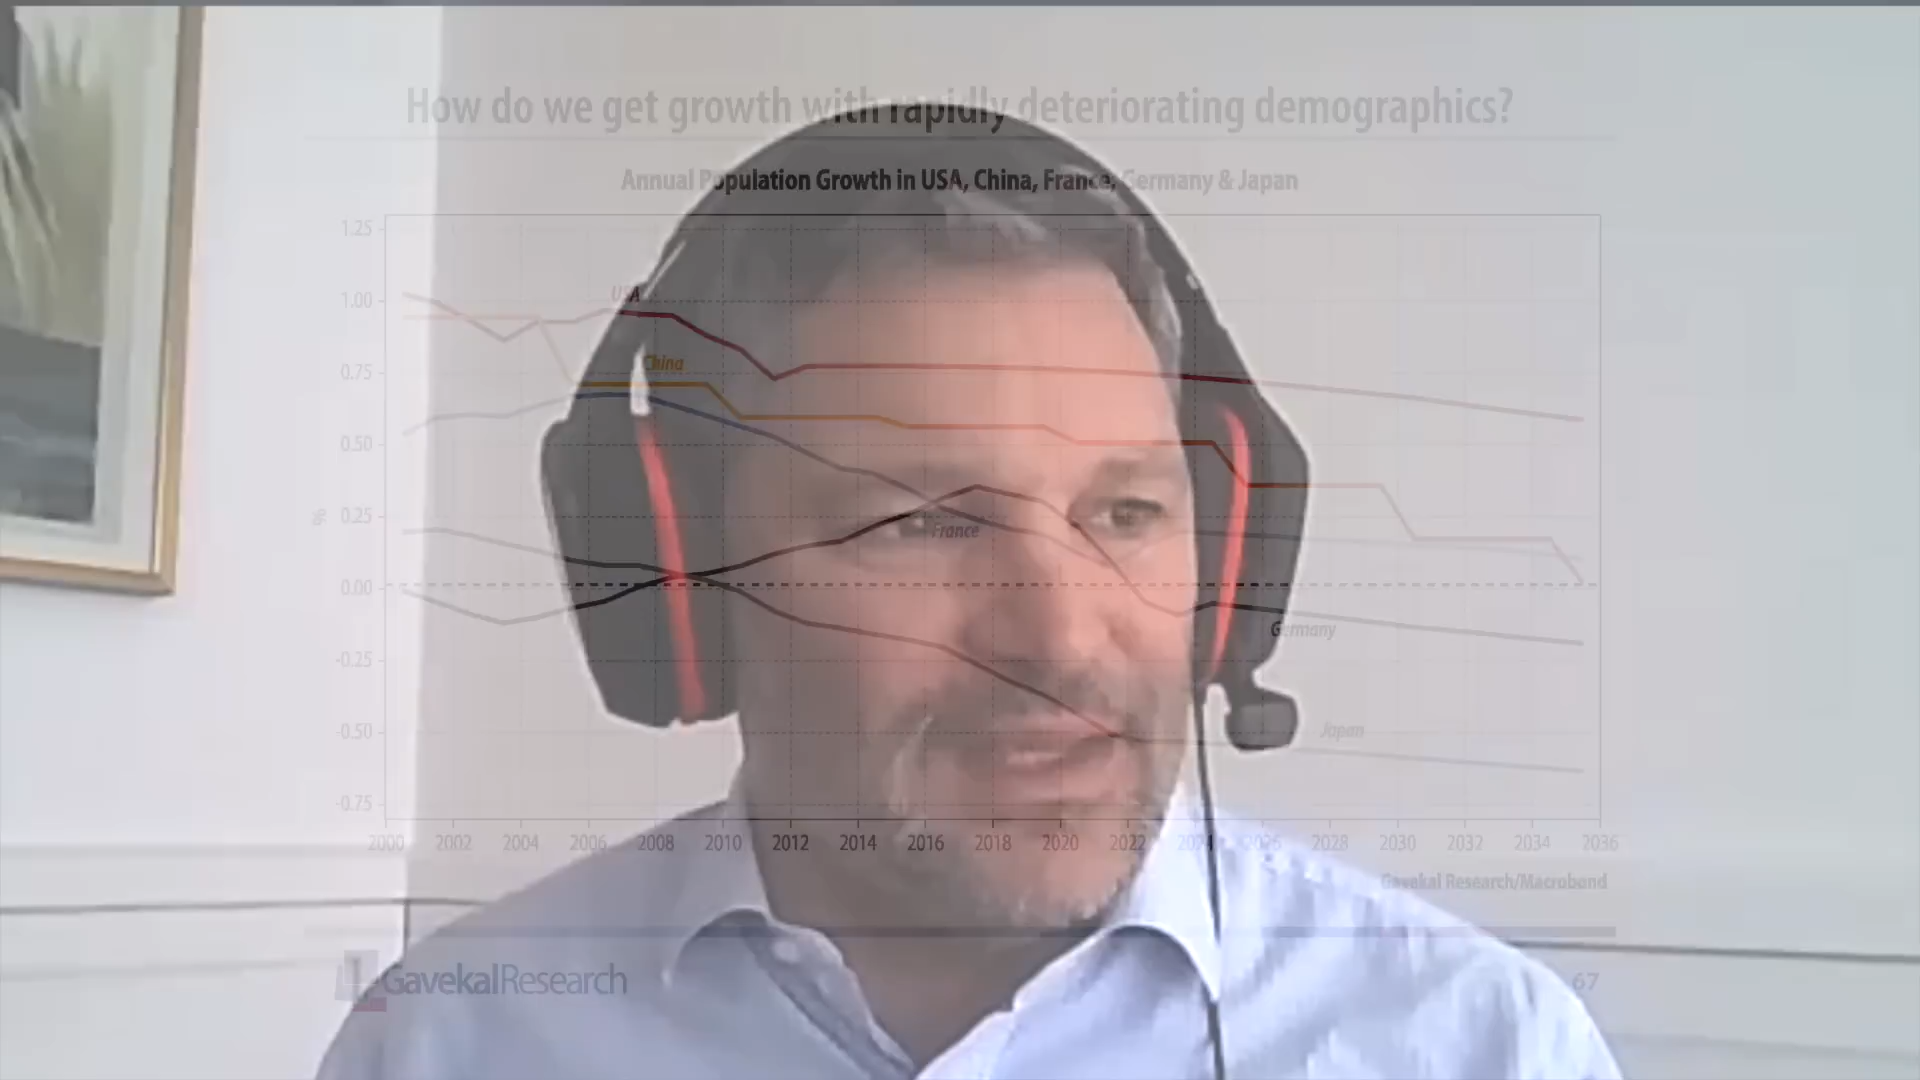 How do we get growth with rapidly deteriorating demographics?
Annual Population Growth in USA, China, France, Germany & Japan
1.25
1.00
0.75
0.50
0.25
0.00
-0.25
-0.50
-0.75
%
USA
China
France
Germany
Japan
2000 2002 2004 2006 2008 2010 2012 2014 2016 2018 2020 2022 2024 2026 2028 2030 2032 2034 2036
Gavekal Research/Macrobond
GavekalResearch
67